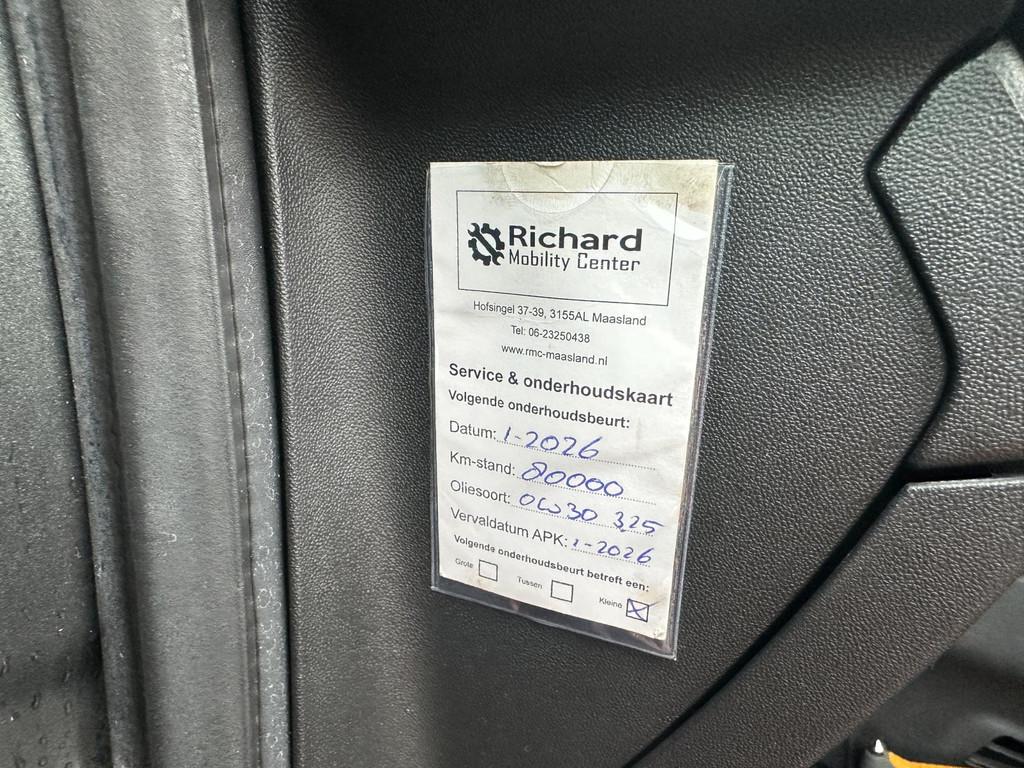 Richard
Mobility Center
Hofsingel 37-39, 3155AL Maasland
Tel: 06-23250438
www.rmc-maasland.nl
Service & onderhoudskaart
Volgende onderhoudsbeurt:
Datum: 1-2026
Km-stand: 80000
Oliesoort: 0W30 3,25
Vervaldatum APK: 1-2026
Volgende onderhoudsbeurt betreft een:
Grote Tussen Kleine